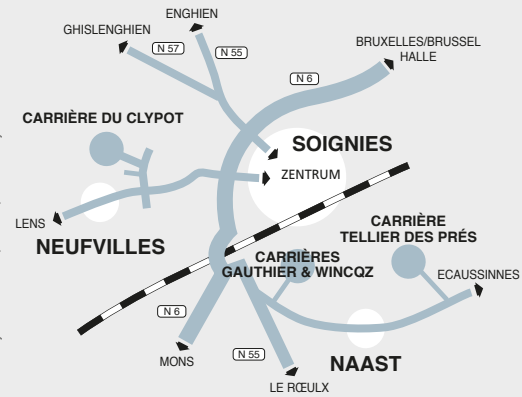 ENGHIEN
GHISLENGHIEN
N 57
N 55
BRUXELLES/BRUSSEL
HALLE
N 6
CARRIÈRE DU CLYPOT
SOIGNIES
ZENTRUM
LENS
NEUFVILLES
CARRIÈRE
TELLIER DES PRÉS
CARRIÈRES
GAUTHIER & WINCQZ
ECAUSSINNES
N 6
MONS
N 55
NAAST
LE RŒULX